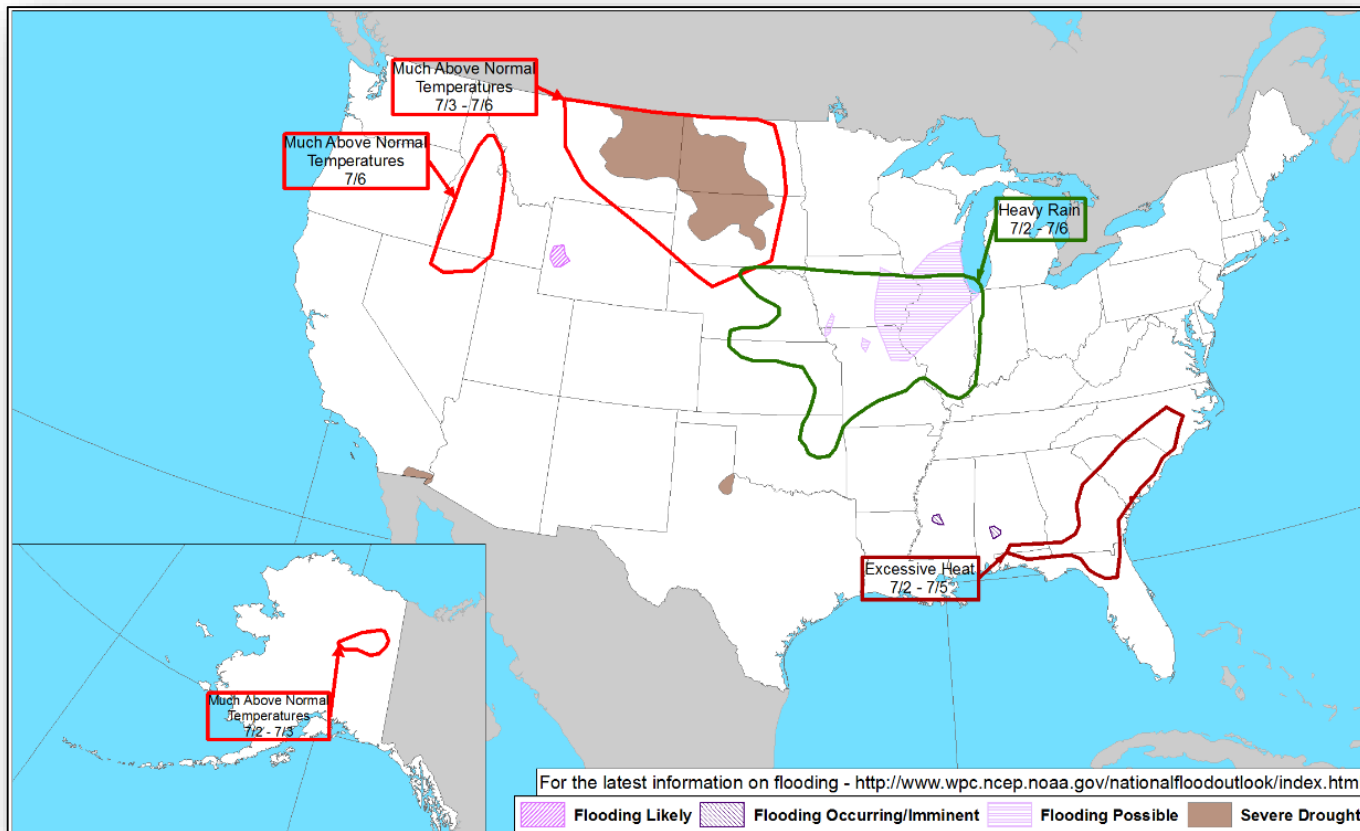 Much Above Normal
Temperatures
7/3 - 7/6
Much Above Normal
Temperatures
7/6
Heavy Rain
7/2 - 7/6
Excessive Heat
7/2 - 7/5
Much Above Normal
Temperatures
7/2 - 7/3
For the latest information on flooding - http://www.wpc.ncep.noaa.gov/nationalfloodoutlook/index.htm
Flooding Likely
Flooding Occurring/Imminent
Flooding Possible
Severe Drought